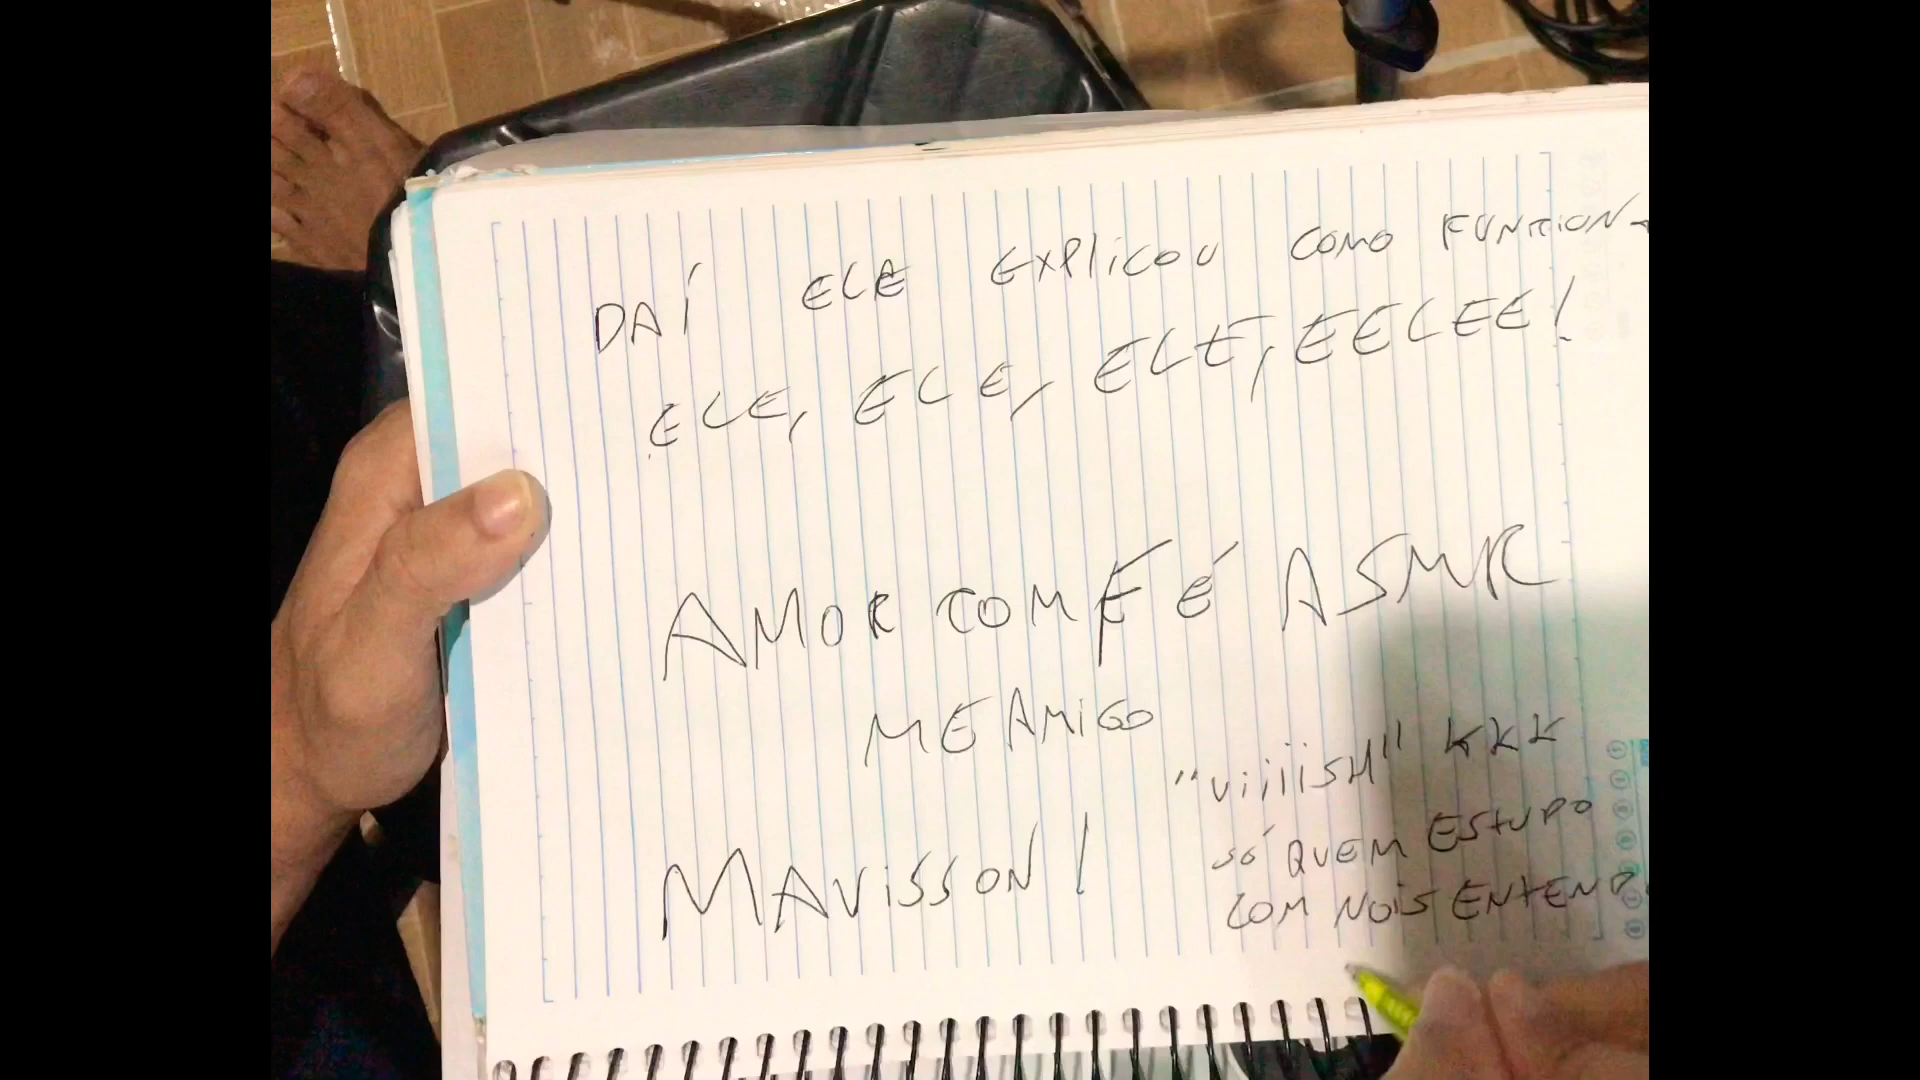 DAÍ ELE EXPLICOU COMO FUNCION
ELE, ELE, ELE, EELEE!
AMOR COM F É ASMR
ME AMIGO
"viiiisH" KKK
MAVISSON!
SÓ QUEM ESTUDO
COM NOIS ENTEND